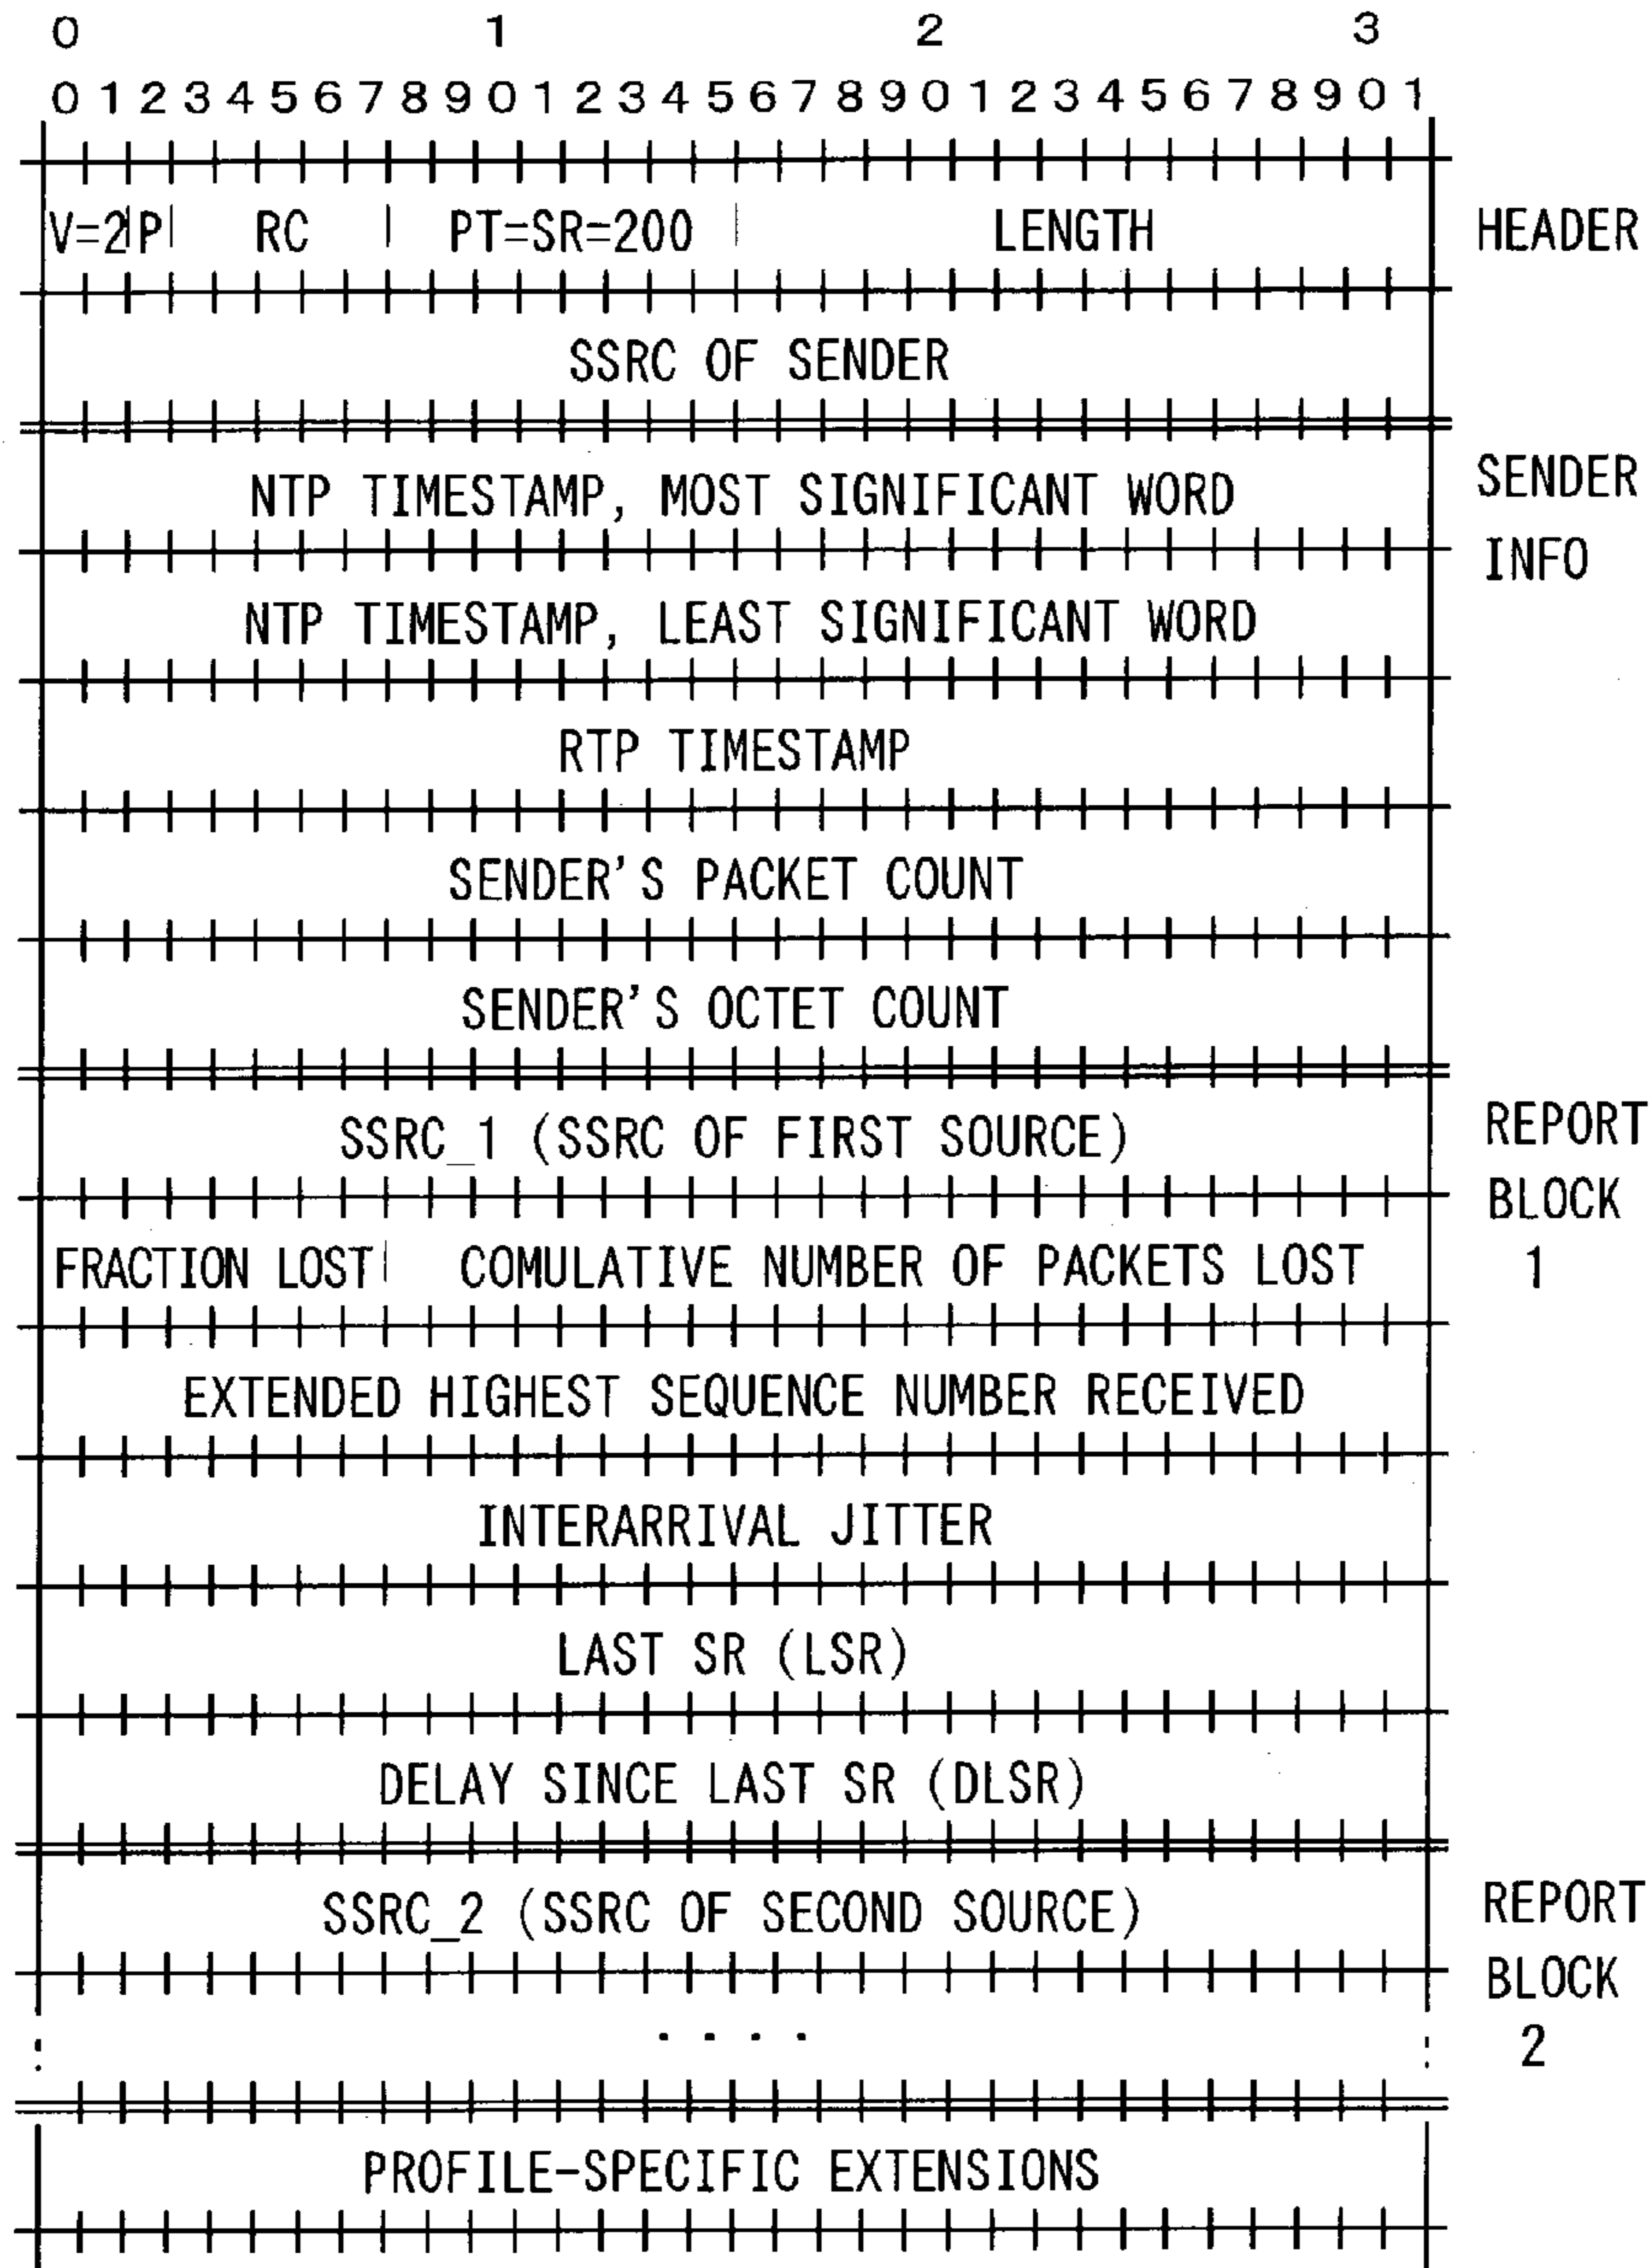 0 1 2 3
0 1 2 3 4 5 6 7 8 9 0 1 2 3 4 5 6 7 8 9 0 1 2 3 4 5 6 7 8 9 0 1
V=2 P RC PT=SR=200 LENGTH HEADER
SSRC OF SENDER
SENDER
NTP TIMESTAMP, MOST SIGNIFICANT WORD
INFO
NTP TIMESTAMP, LEAST SIGNIFICANT WORD
RTP TIMESTAMP
SENDER'S PACKET COUNT
SENDER'S OCTET COUNT
SSRC_1 (SSRC OF FIRST SOURCE) REPORT
BLOCK
FRACTION LOST COMULATIVE NUMBER OF PACKETS LOST 1
EXTENDED HIGHEST SEQUENCE NUMBER RECEIVED
INTERARRIVAL JITTER
LAST SR (LSR)
DELAY SINCE LAST SR (DLSR)
SSRC_2 (SSRC OF SECOND SOURCE) REPORT
BLOCK
. . . . 2
PROFILE-SPECIFIC EXTENSIONS